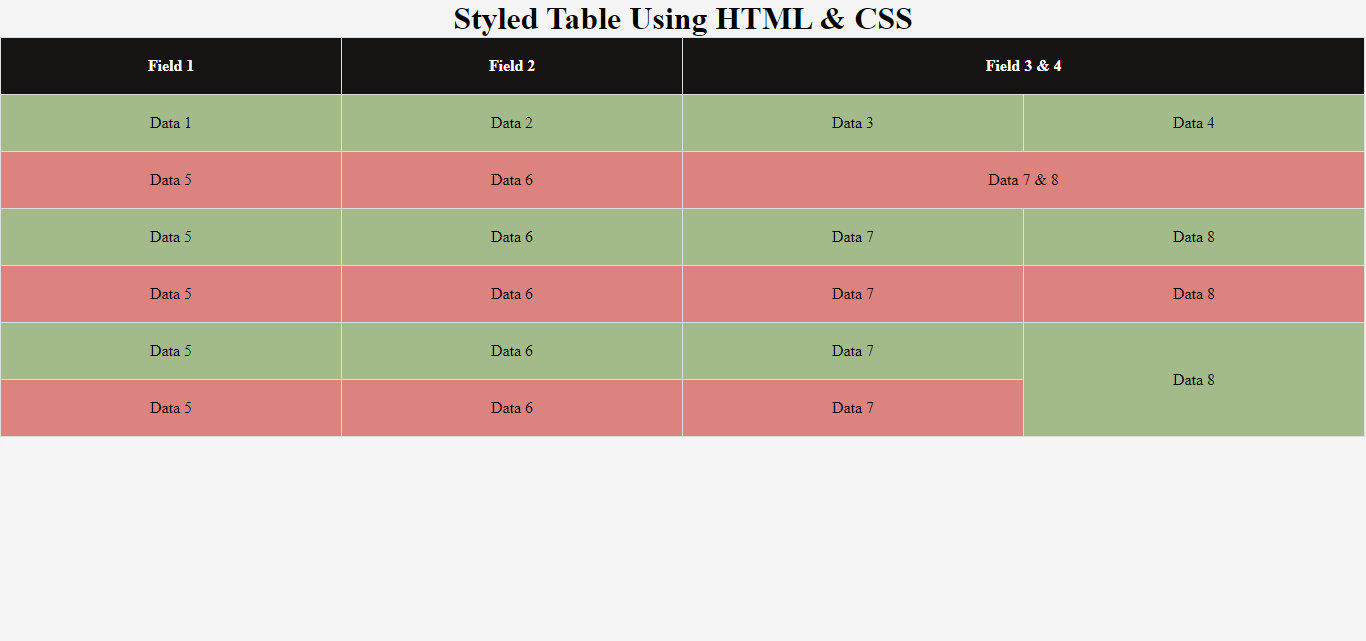 Styled Table Using HTML & CSS
Field 1 Field 2 Field 3 & 4
Data 1 Data 2 Data 3 Data 4
Data 5 Data 6 Data 7 & 8
Data 5 Data 6 Data 7 Data 8
Data 5 Data 6 Data 7 Data 8
Data 5 Data 6 Data 7
Data 8
Data 5 Data 6 Data 7